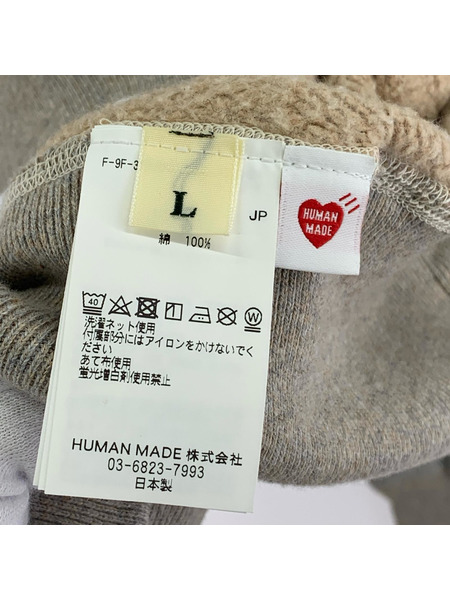 F-9F-3
L
JP
綿 100%
40
W
洗濯ネット使用
付属部分にはアイロンをかけないでく
ださい
あて布使用
蛍光増白剤使用禁止
HUMAN MADE 株式会社
03-6823-7993
日本製
HUMAN
MADE